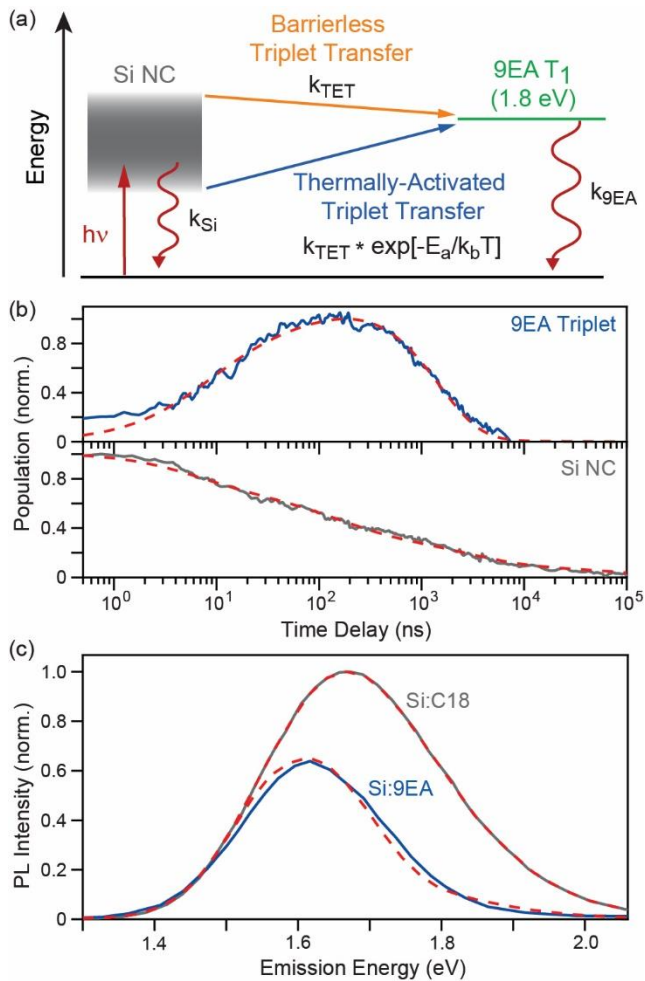 (a)
Barrierless
Triplet Transfer
Si NC
9EA T1
(1.8 eV)
kTET
Energy
hν
kSi
Thermally-Activated
Triplet Transfer
k9EA
kTET * exp[-Ea/kbT]
(b)
9EA Triplet
1.0
0.8
0.4
0
Si NC
0.8
0.4
0
Population (norm.)
10^0 10^1 10^2 10^3 10^4 10^5
Time Delay (ns)
(c)
1.0
Si:C18
0.8
0.6
Si:9EA
0.4
0.2
0
PL Intensity (norm.)
1.4 1.6 1.8 2.0
Emission Energy (eV)